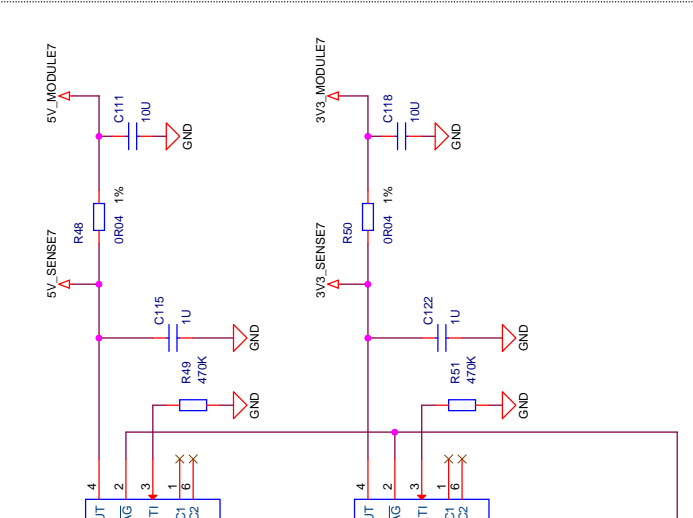 5V_MODULE7
C111
10U
GND
R48
0R04
1%
5V_SENSE7
C115
1U
GND
R49
470K
GND
4
2
3
1
6
3V3_MODULE7
C118
10U
GND
R50
0R04
1%
3V3_SENSE7
C122
1U
GND
R51
470K
GND
4
2
3
1
6